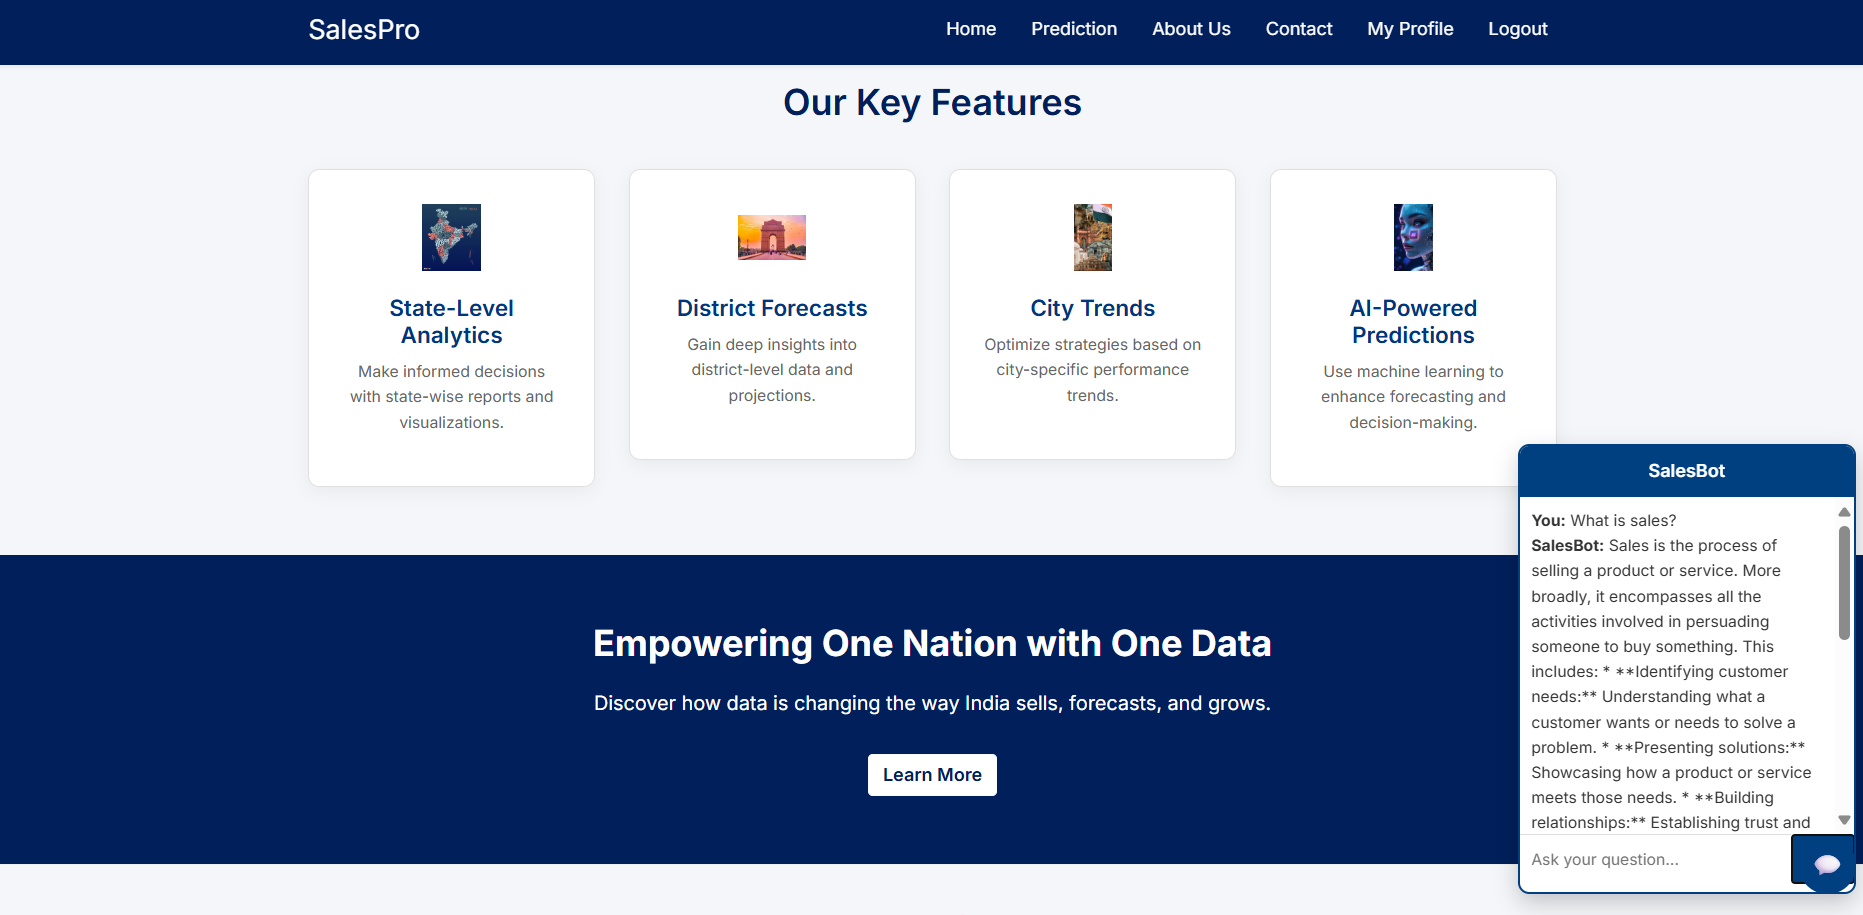 SalesPro
Home
Prediction
About Us
Contact
My Profile
Logout
Our Key Features
State-Level
Analytics
Make informed decisions
with state-wise reports and
visualizations.
District Forecasts
Gain deep insights into
district-level data and
projections.
City Trends
Optimize strategies based on
city-specific performance
trends.
AI-Powered
Predictions
Use machine learning to
enhance forecasting and
decision-making.
Empowering One Nation with One Data
Discover how data is changing the way India sells, forecasts, and grows.
Learn More
SalesBot
You: What is sales?
SalesBot: Sales is the process of
selling a product or service. More
broadly, it encompasses all the
activities involved in persuading
someone to buy something. This
includes: * **Identifying customer
needs:** Understanding what a
customer wants or needs to solve a
problem. * **Presenting solutions:**
Showcasing how a product or service
meets those needs. * **Building
relationships:** Establishing trust and
Ask your question...